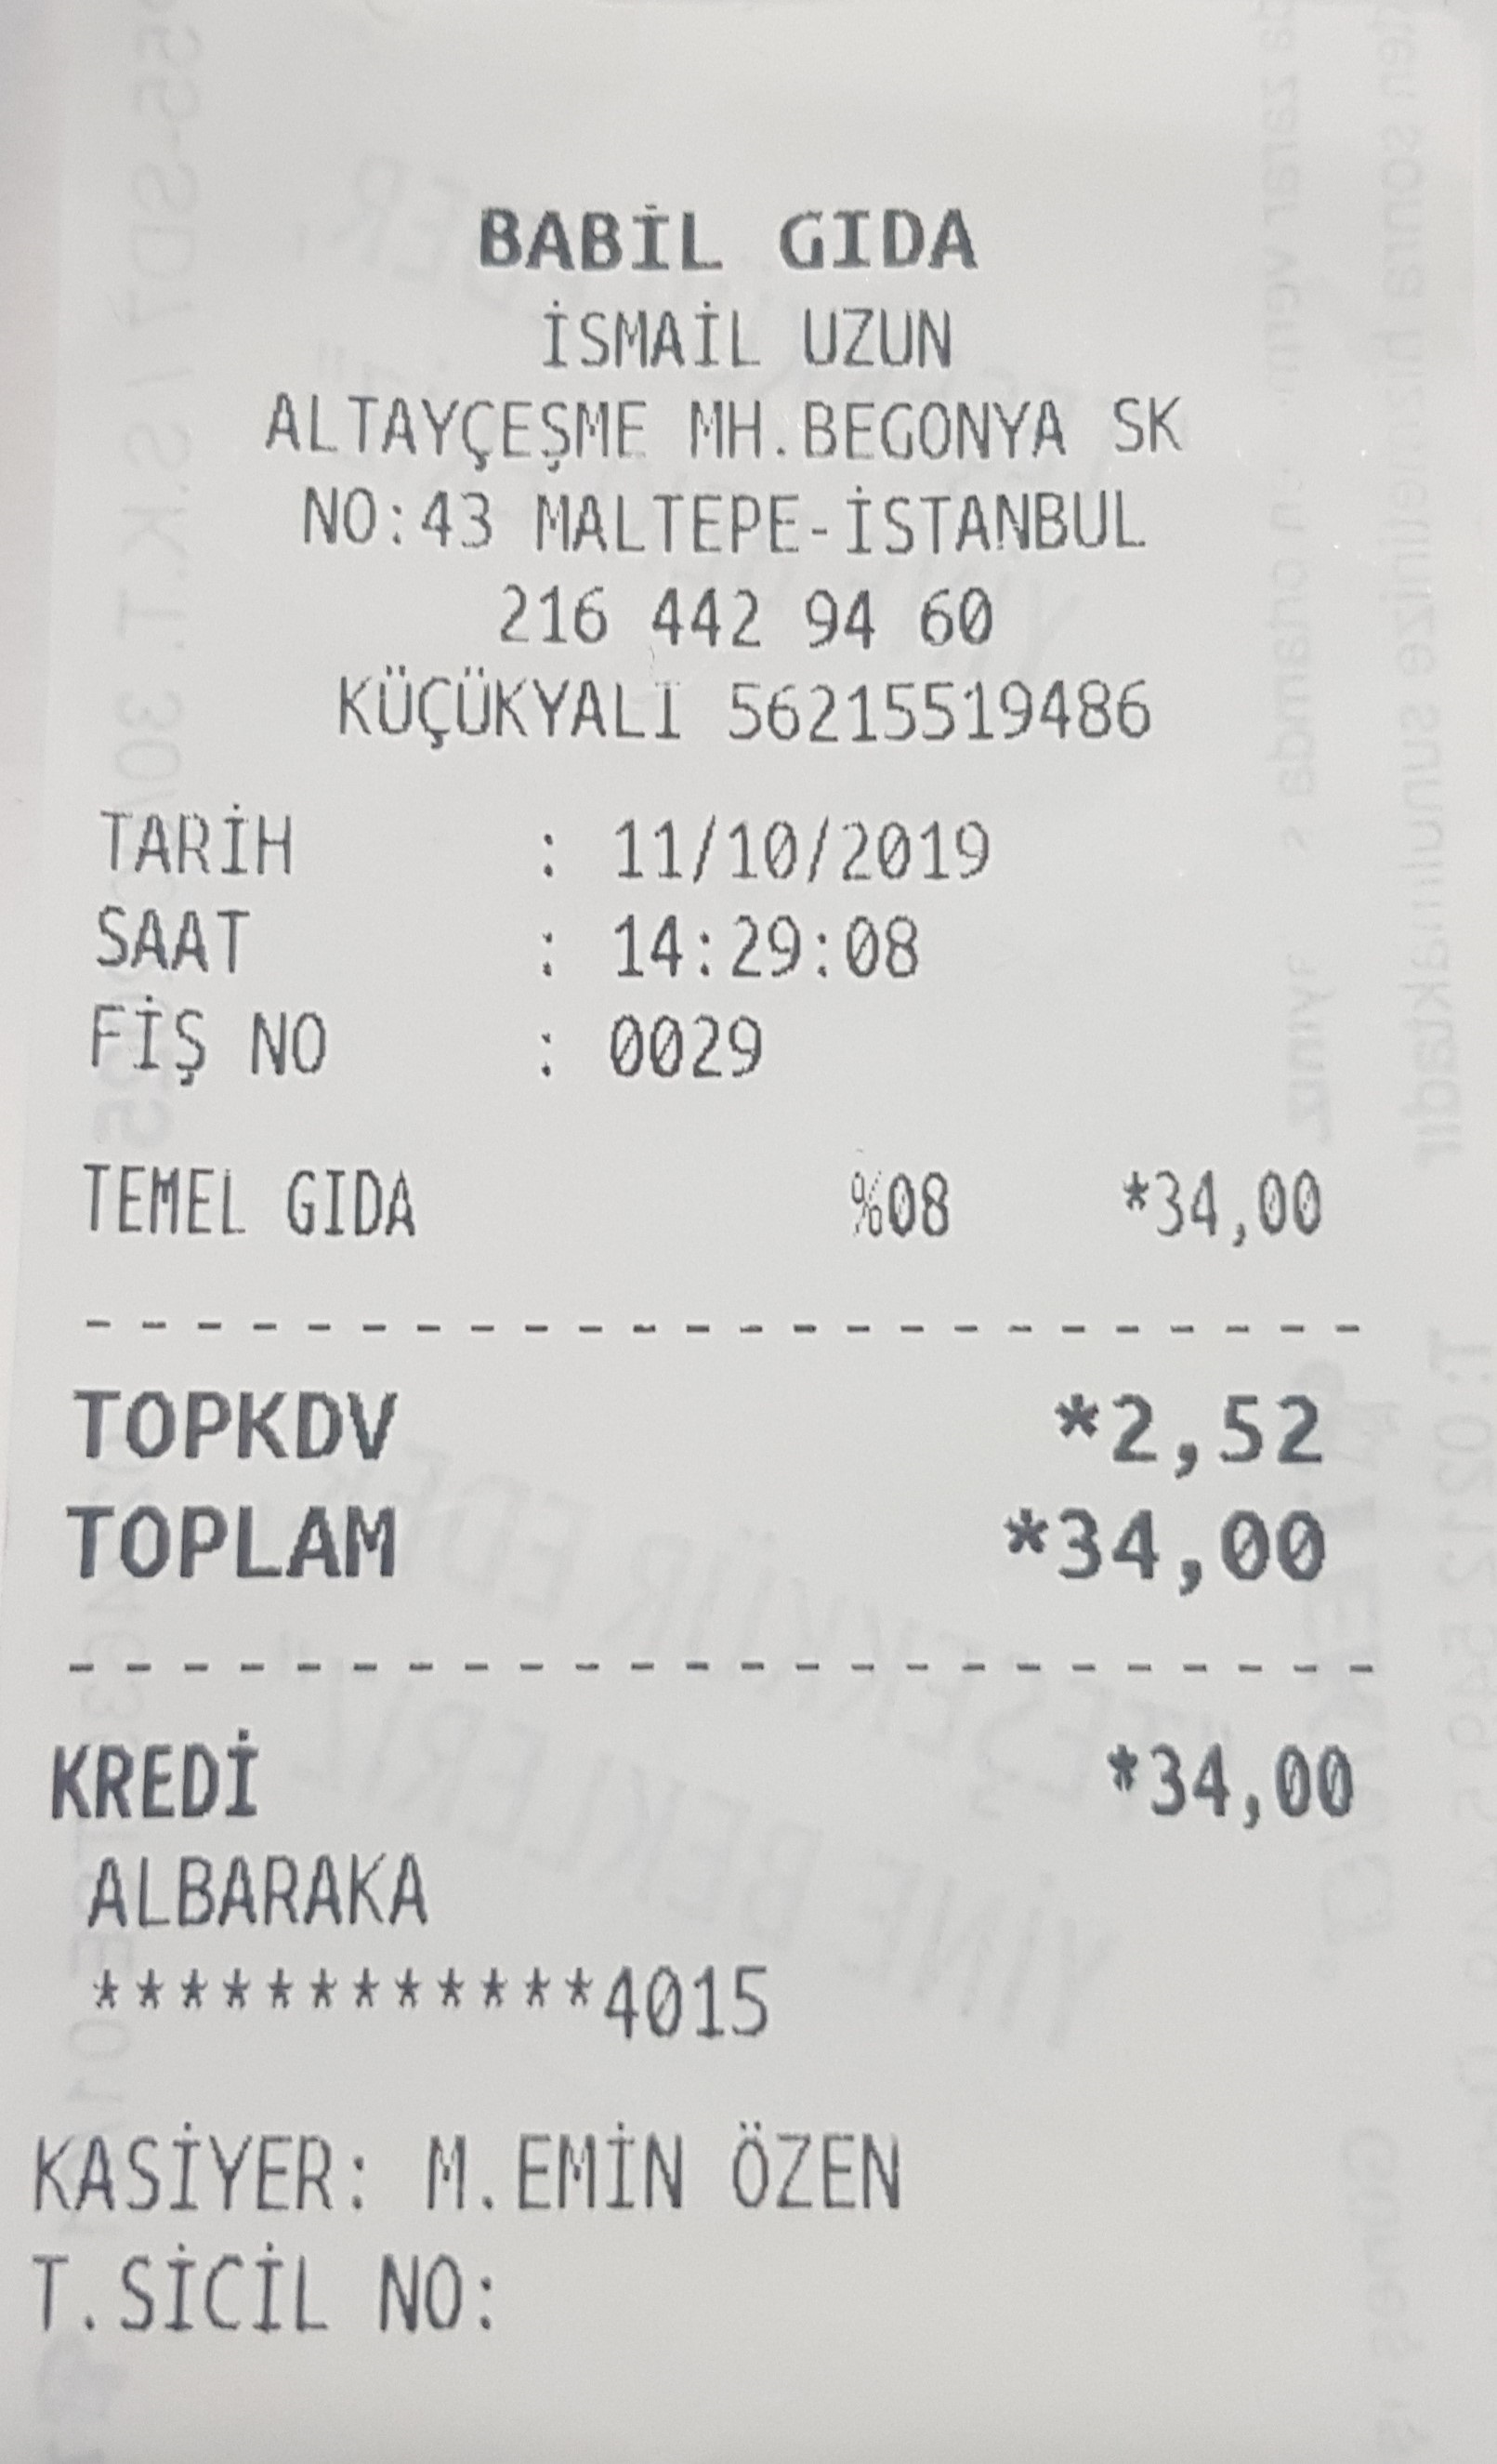 BABİL GIDA
İSMAİL UZUN
ALTAYÇEŞME MH.BEGONYA SK
NO:43 MALTEPE-İSTANBUL
216 442 94 60
KÜÇÜKYALI 56215519486
TARİH : 11/10/2019
SAAT : 14:29:08
FİŞ NO : 0029
TEMEL GIDA %08 *34,00
TOPKDV *2,52
TOPLAM *34,00
KREDİ *34,00
ALBARAKA
************4015
KASİYER: M.EMİN ÖZEN
T.SİCİL NO: